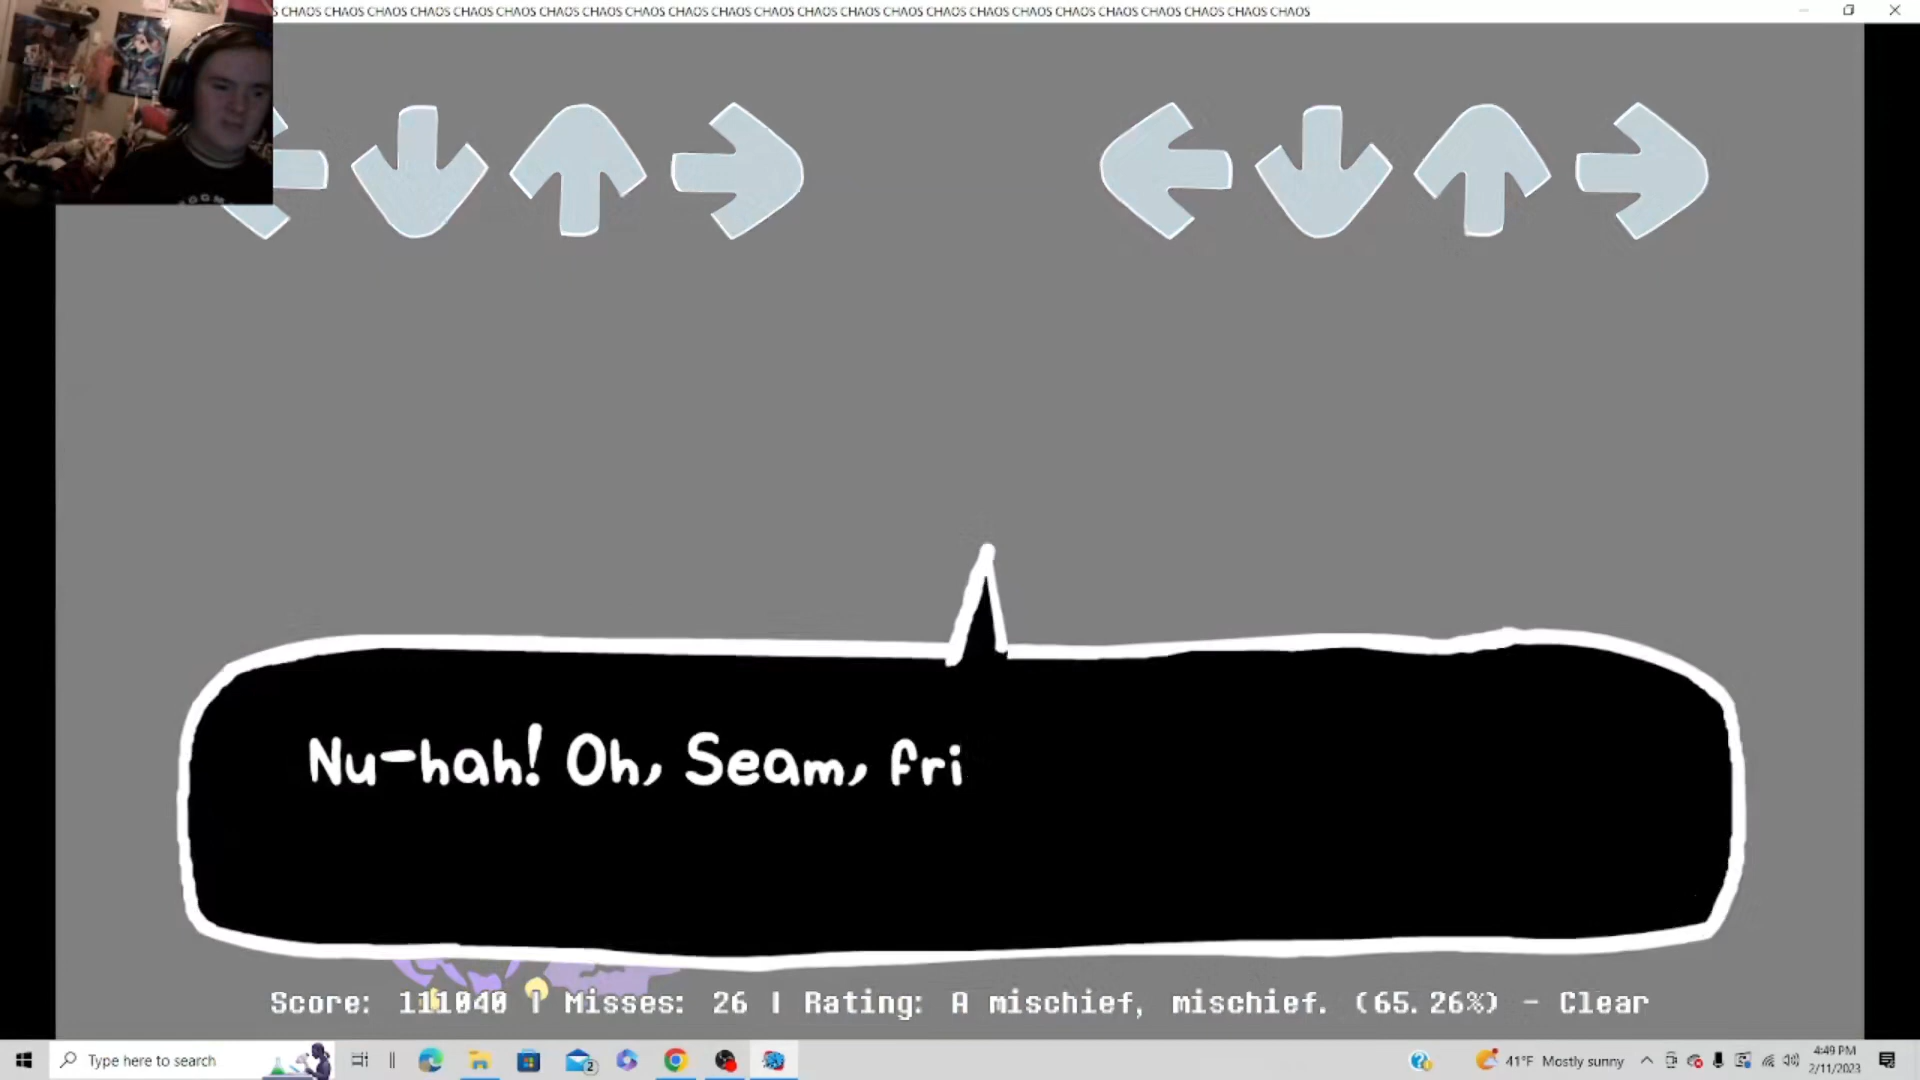 S CHAOS CHAOS CHAOS CHAOS CHAOS CHAOS CHAOS CHAOS CHAOS CHAOS CHAOS CHAOS CHAOS CHAOS CHAOS CHAOS CHAOS CHAOS CHAOS CHAOS CHAOS CHAOS CHAOS CHAOS
Nu-hah! Oh, Seam, fri
Score: 111040 | Misses: 26 | Rating: A mischief, mischief. (65.26%) - Clear
Type here to search
2
41°F Mostly sunny
4:49 PM
2/11/2023